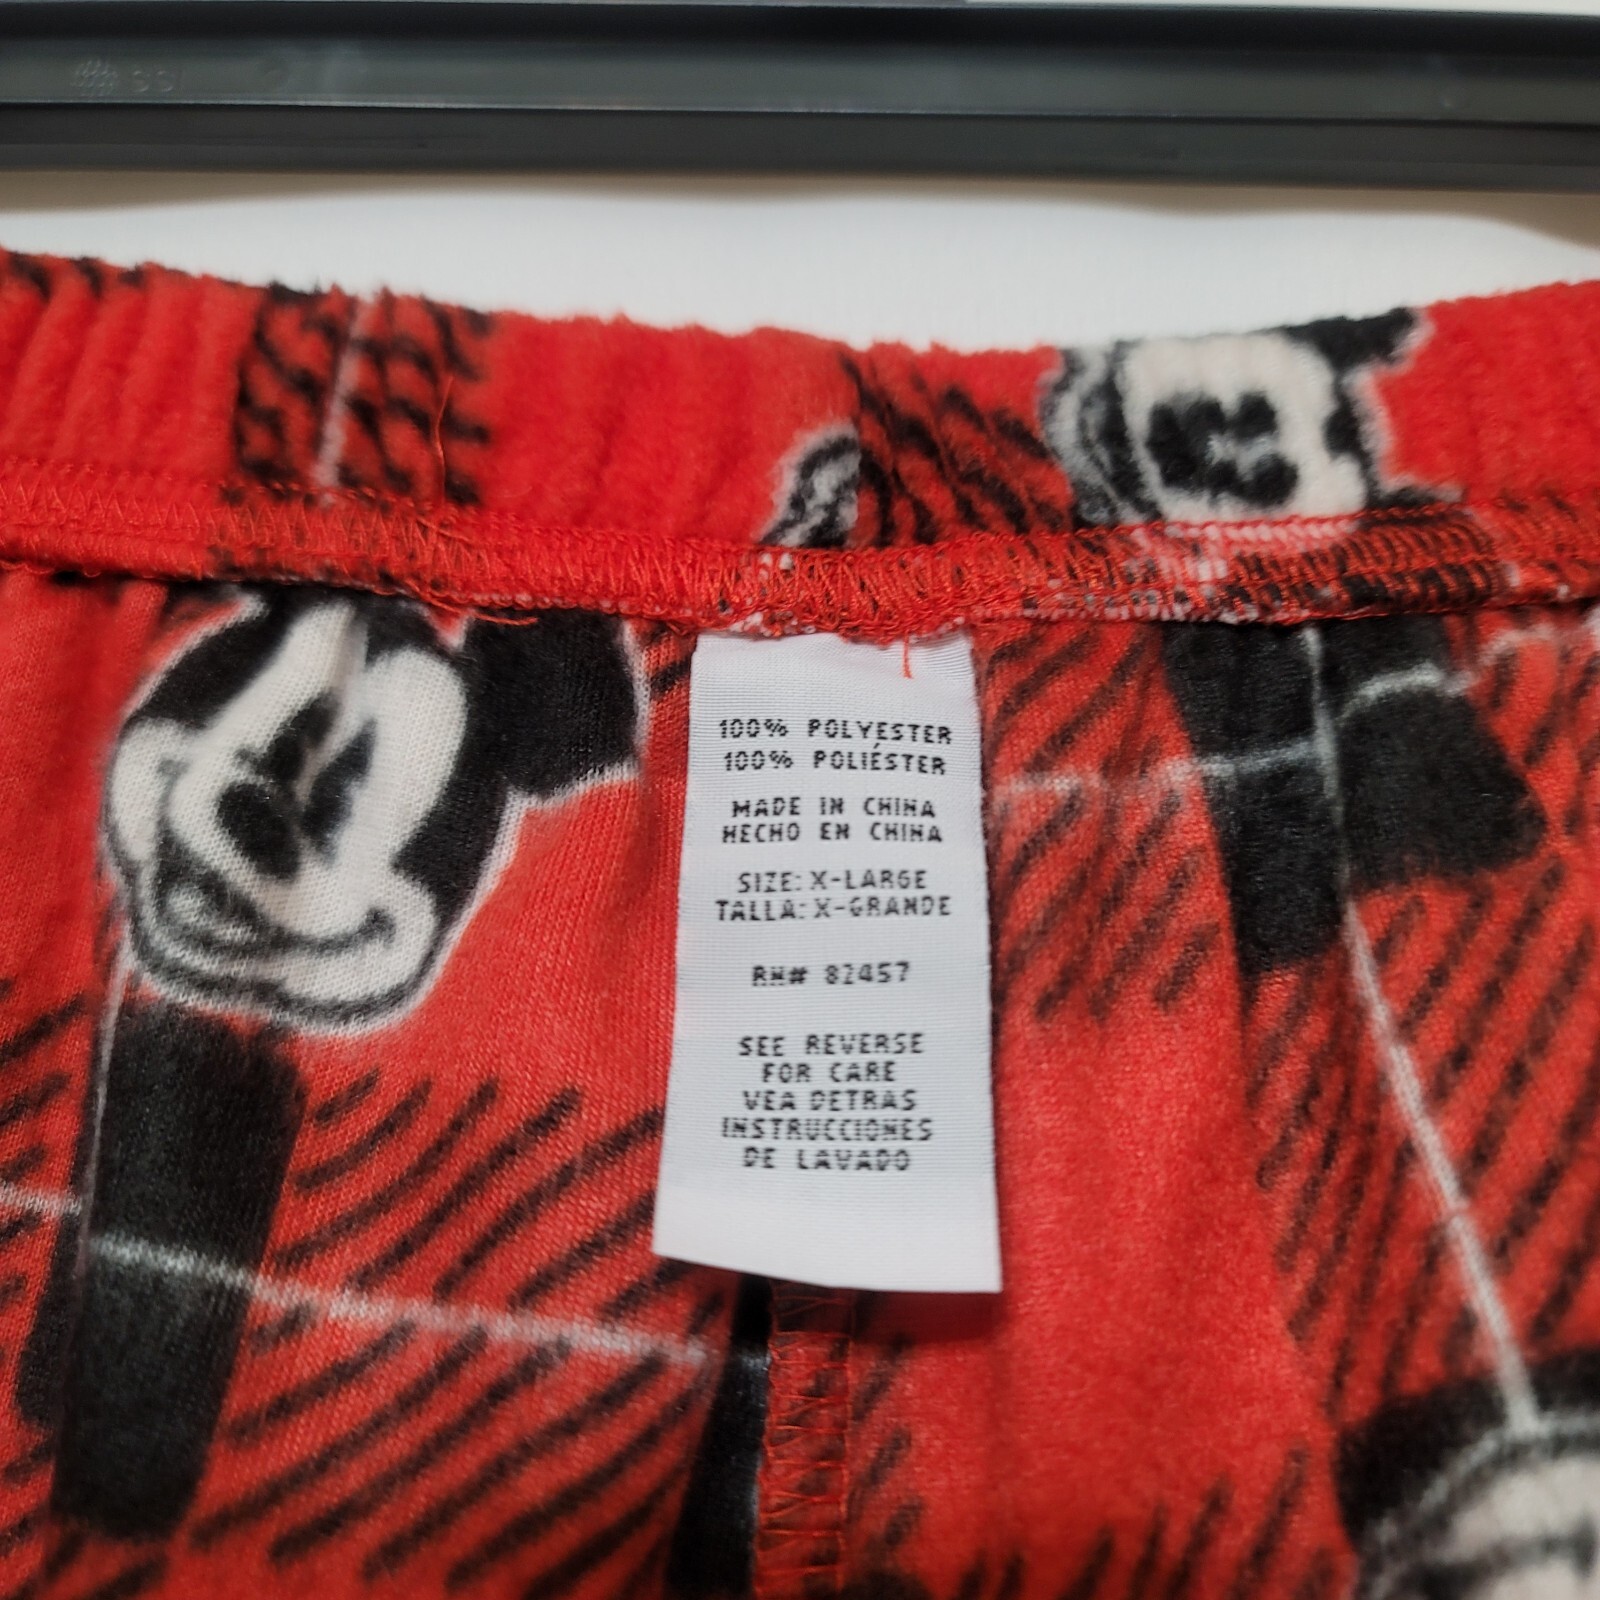 SSI
100% POLYESTER
100% POLIÉSTER
MADE IN CHINA
HECHO EN CHINA
SIZE: X-LARGE
TALLA: X-GRANDE
RN# 82457
SEE REVERSE
FOR CARE
VEA DETRAS
INSTRUCCIONES
DE LAVADO